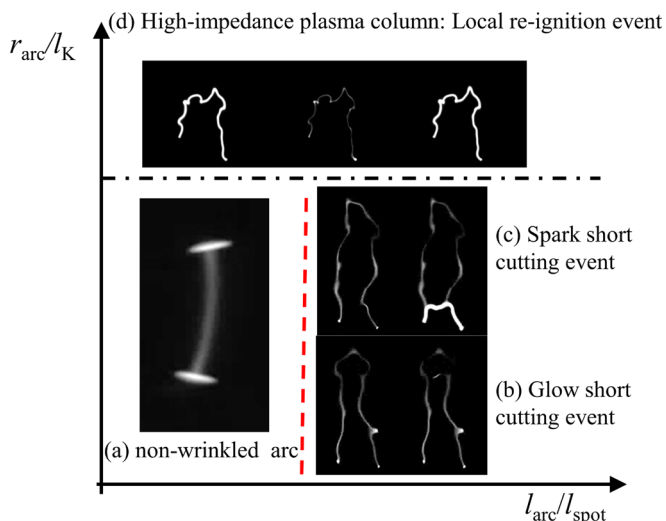 (d) High-impedance plasma column: Local re-ignition event
r_arc/l_K
(c) Spark short
cutting event
(b) Glow short
cutting event
(a) non-wrinkled arc
l_arc/l_spot